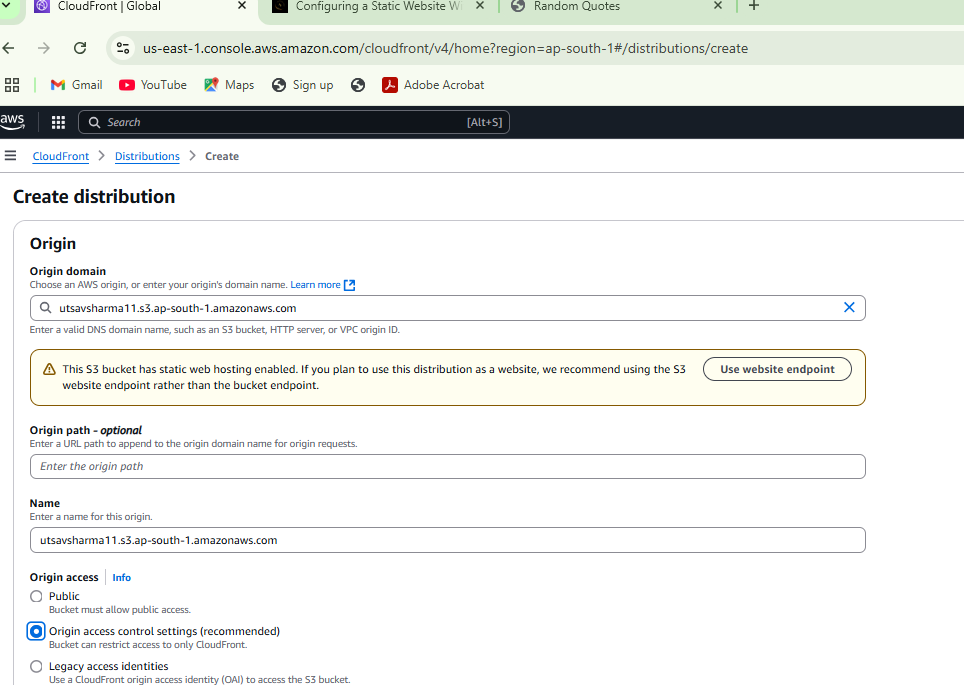 CloudFront | Global
Configuring a Static Website W
Random Quotes
us-east-1.console.aws.amazon.com/cloudfront/v4/home?region=ap-south-1#/distributions/create
Gmail
YouTube
Maps
Sign up
Adobe Acrobat
aws
Search
[Alt+S]
CloudFront > Distributions > Create
Create distribution
Origin
Origin domain
Choose an AWS origin, or enter your origin's domain name. Learn more
utsavsharma11.s3.ap-south-1.amazonaws.com
Enter a valid DNS domain name, such as an S3 bucket, HTTP server, or VPC origin ID.
This S3 bucket has static web hosting enabled. If you plan to use this distribution as a website, we recommend using the S3
website endpoint rather than the bucket endpoint.
Use website endpoint
Origin path - optional
Enter a URL path to append to the origin domain name for origin requests.
Enter the origin path
Name
Enter a name for this origin.
utsavsharma11.s3.ap-south-1.amazonaws.com
Origin access
Info
Public
Bucket must allow public access.
Origin access control settings (recommended)
Bucket can restrict access to only CloudFront.
Legacy access identities
Use a CloudFront origin access identity (OAI) to access the S3 bucket.